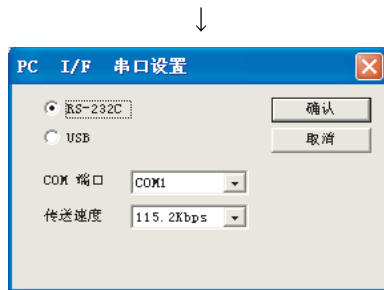 ↓
PC I/F 串口设置
RS-232C
确认
USB
取消
COM 端口
COM1
传送速度
115.2Kbps